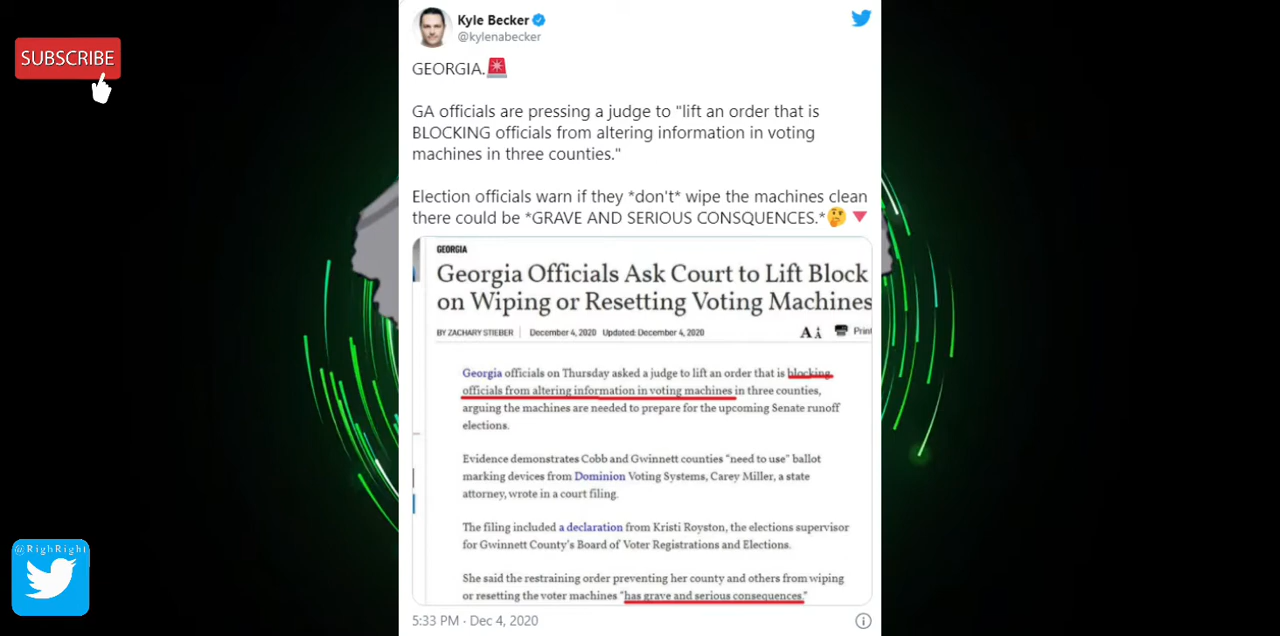 SUBSCRIBE
Kyle Becker
@kylenabecker
GEORGIA.🚨
GA officials are pressing a judge to "lift an order that is
BLOCKING officials from altering information in voting
machines in three counties."
Election officials warn if they *don't* wipe the machines clean
there could be *GRAVE AND SERIOUS CONSQUENCES.*🤔🔻
GEORGIA
Georgia Officials Ask Court to Lift Block
on Wiping or Resetting Voting Machines
BY ZACHARY STIEBER | December 4, 2020 Updated: December 4, 2020 A A Print
Georgia officials on Thursday asked a judge to lift an order that is blocking
officials from altering information in voting machines in three counties,
arguing the machines are needed to prepare for the upcoming Senate runoff
elections.
Evidence demonstrates Cobb and Gwinnett counties “need to use” ballot
marking devices from Dominion Voting Systems, Carey Miller, a state
attorney, wrote in a court filing.
The filing included a declaration from Kristi Royston, the elections supervisor
for Gwinnett County’s Board of Voter Registrations and Elections.
She said the restraining order preventing her county and others from wiping
or resetting the voter machines “has grave and serious consequences.”
5:33 PM · Dec 4, 2020
@RighRight